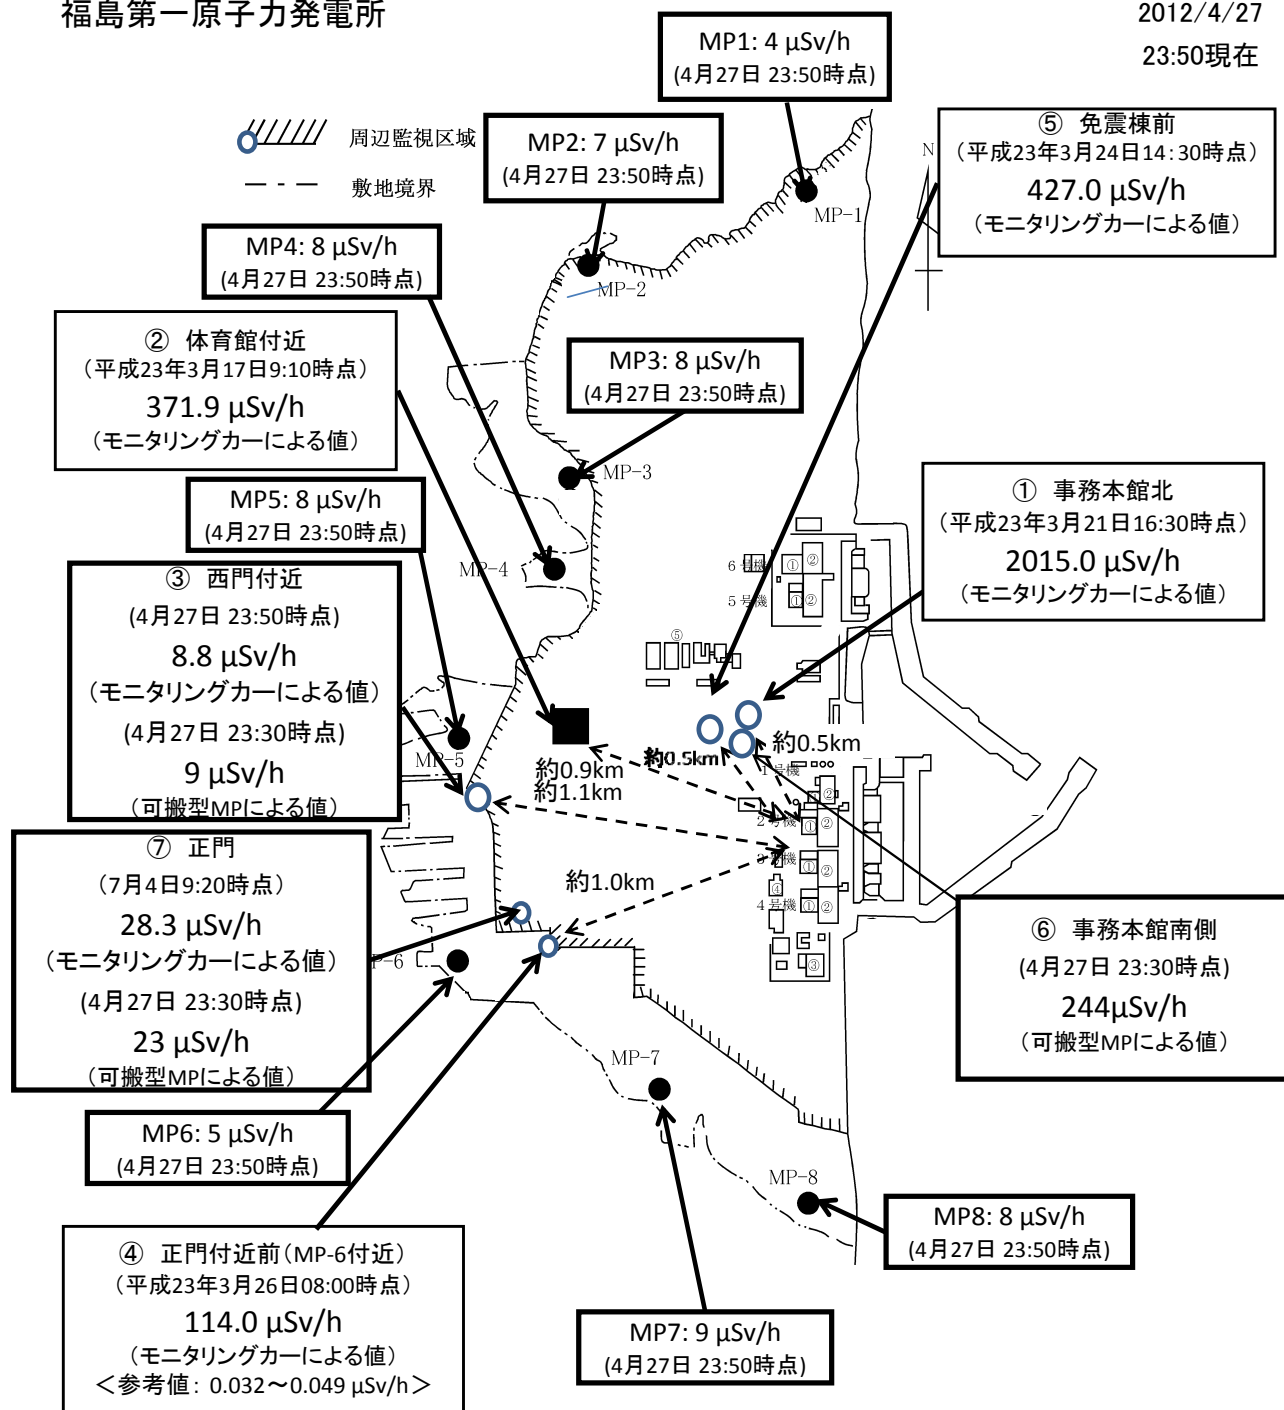 福島第一原子力発電所
2012/4/27
23:50現在
周辺監視区域
敷地境界
MP1: 4 μSv/h
(4月27日 23:50時点)
MP2: 7 μSv/h
(4月27日 23:50時点)
⑤ 免震棟前
(平成23年3月24日14:30時点)
427.0 μSv/h
(モニタリングカーによる値)
N
MP-1
MP4: 8 μSv/h
(4月27日 23:50時点)
MP-2
② 体育館付近
(平成23年3月17日9:10時点)
371.9 μSv/h
(モニタリングカーによる値)
MP3: 8 μSv/h
(4月27日 23:50時点)
MP-3
MP5: 8 μSv/h
(4月27日 23:50時点)
① 事務本館北
(平成23年3月21日16:30時点)
2015.0 μSv/h
(モニタリングカーによる値)
MP-4
6号機
① ②
5号機
① ②
③ 西門付近
(4月27日 23:50時点)
8.8 μSv/h
(モニタリングカーによる値)
(4月27日 23:30時点)
9 μSv/h
(可搬型MPによる値)
⑤
MP-5
約0.9km
約1.1km
約0.5km
約0.5km
1号機
①②
2号機
① ②
3号機
① ②
④
4号機
① ②
③
約1.0km
⑦ 正門
(7月4日9:20時点)
28.3 μSv/h
(モニタリングカーによる値)
(4月27日 23:30時点)
23 μSv/h
(可搬型MPによる値)
P-6
⑥ 事務本館南側
(4月27日 23:30時点)
244μSv/h
(可搬型MPによる値)
MP-7
MP6: 5 μSv/h
(4月27日 23:50時点)
MP-8
MP8: 8 μSv/h
(4月27日 23:50時点)
④ 正門付近前(MP-6付近)
(平成23年3月26日08:00時点)
114.0 μSv/h
(モニタリングカーによる値)
<参考値: 0.032～0.049 μSv/h>
MP7: 9 μSv/h
(4月27日 23:50時点)